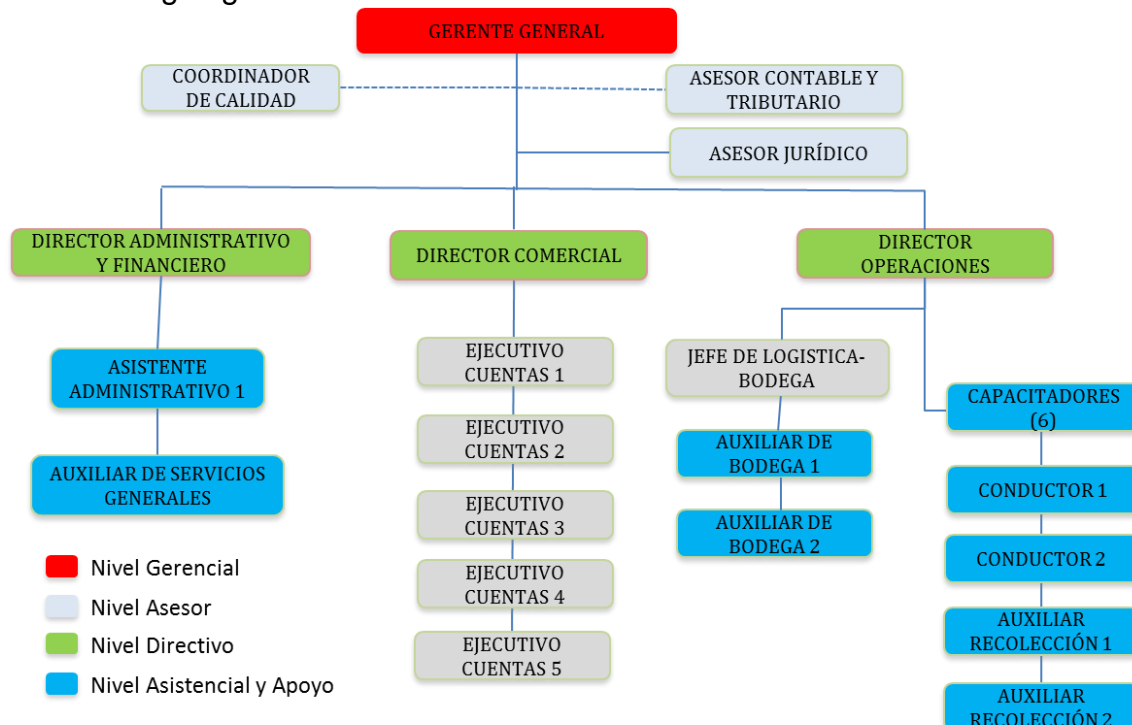 GERENTE GENERAL
COORDINADOR
DE CALIDAD
ASESOR CONTABLE Y
TRIBUTARIO
ASESOR JURÍDICO
DIRECTOR ADMINISTRATIVO
Y FINANCIERO
DIRECTOR COMERCIAL
DIRECTOR
OPERACIONES
ASISTENTE
ADMINISTRATIVO 1
AUXILIAR DE SERVICIOS
GENERALES
EJECUTIVO
CUENTAS 1
EJECUTIVO
CUENTAS 2
EJECUTIVO
CUENTAS 3
EJECUTIVO
CUENTAS 4
EJECUTIVO
CUENTAS 5
JEFE DE LOGISTICA-
BODEGA
AUXILIAR DE
BODEGA 1
AUXILIAR DE
BODEGA 2
CAPACITADORES
(6)
CONDUCTOR 1
CONDUCTOR 2
AUXILIAR
RECOLECCIÓN 1
AUXILIAR
RECOLECCIÓN 2
Nivel Gerencial
Nivel Asesor
Nivel Directivo
Nivel Asistencial y Apoyo